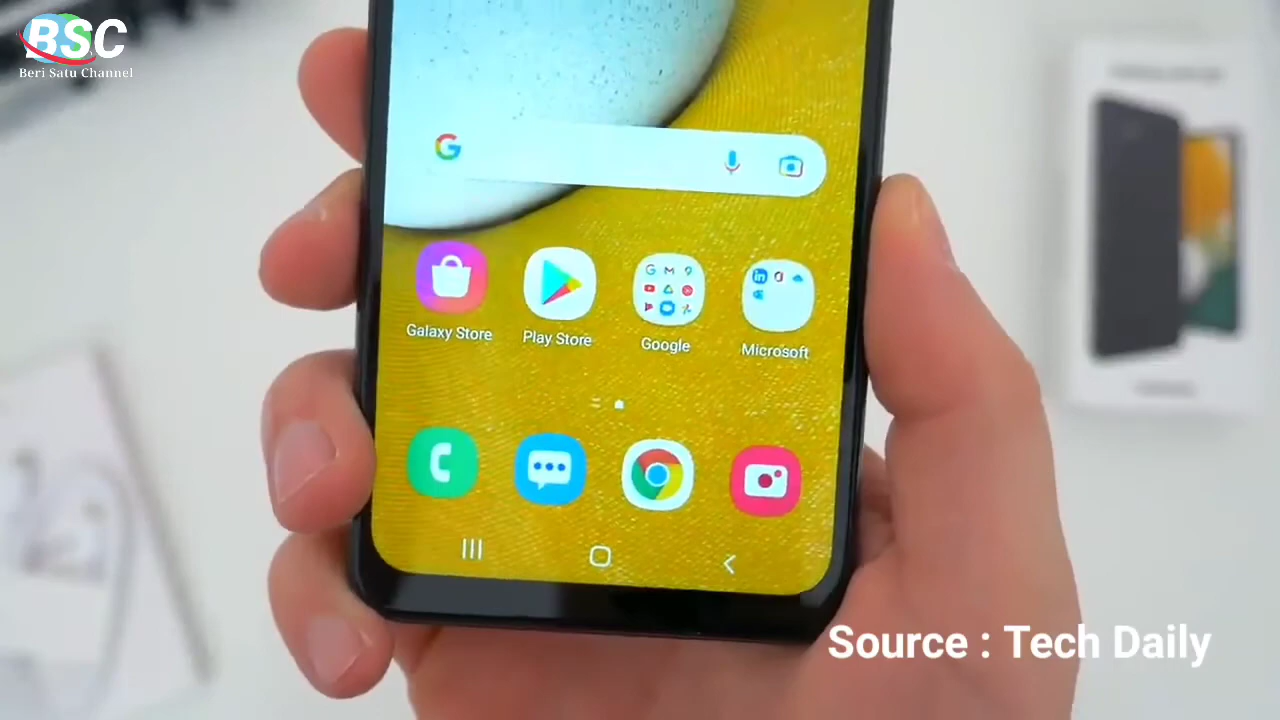 BSC
Beri Satu Channel
Galaxy Store
Play Store
Google
Microsoft
Source : Tech Daily